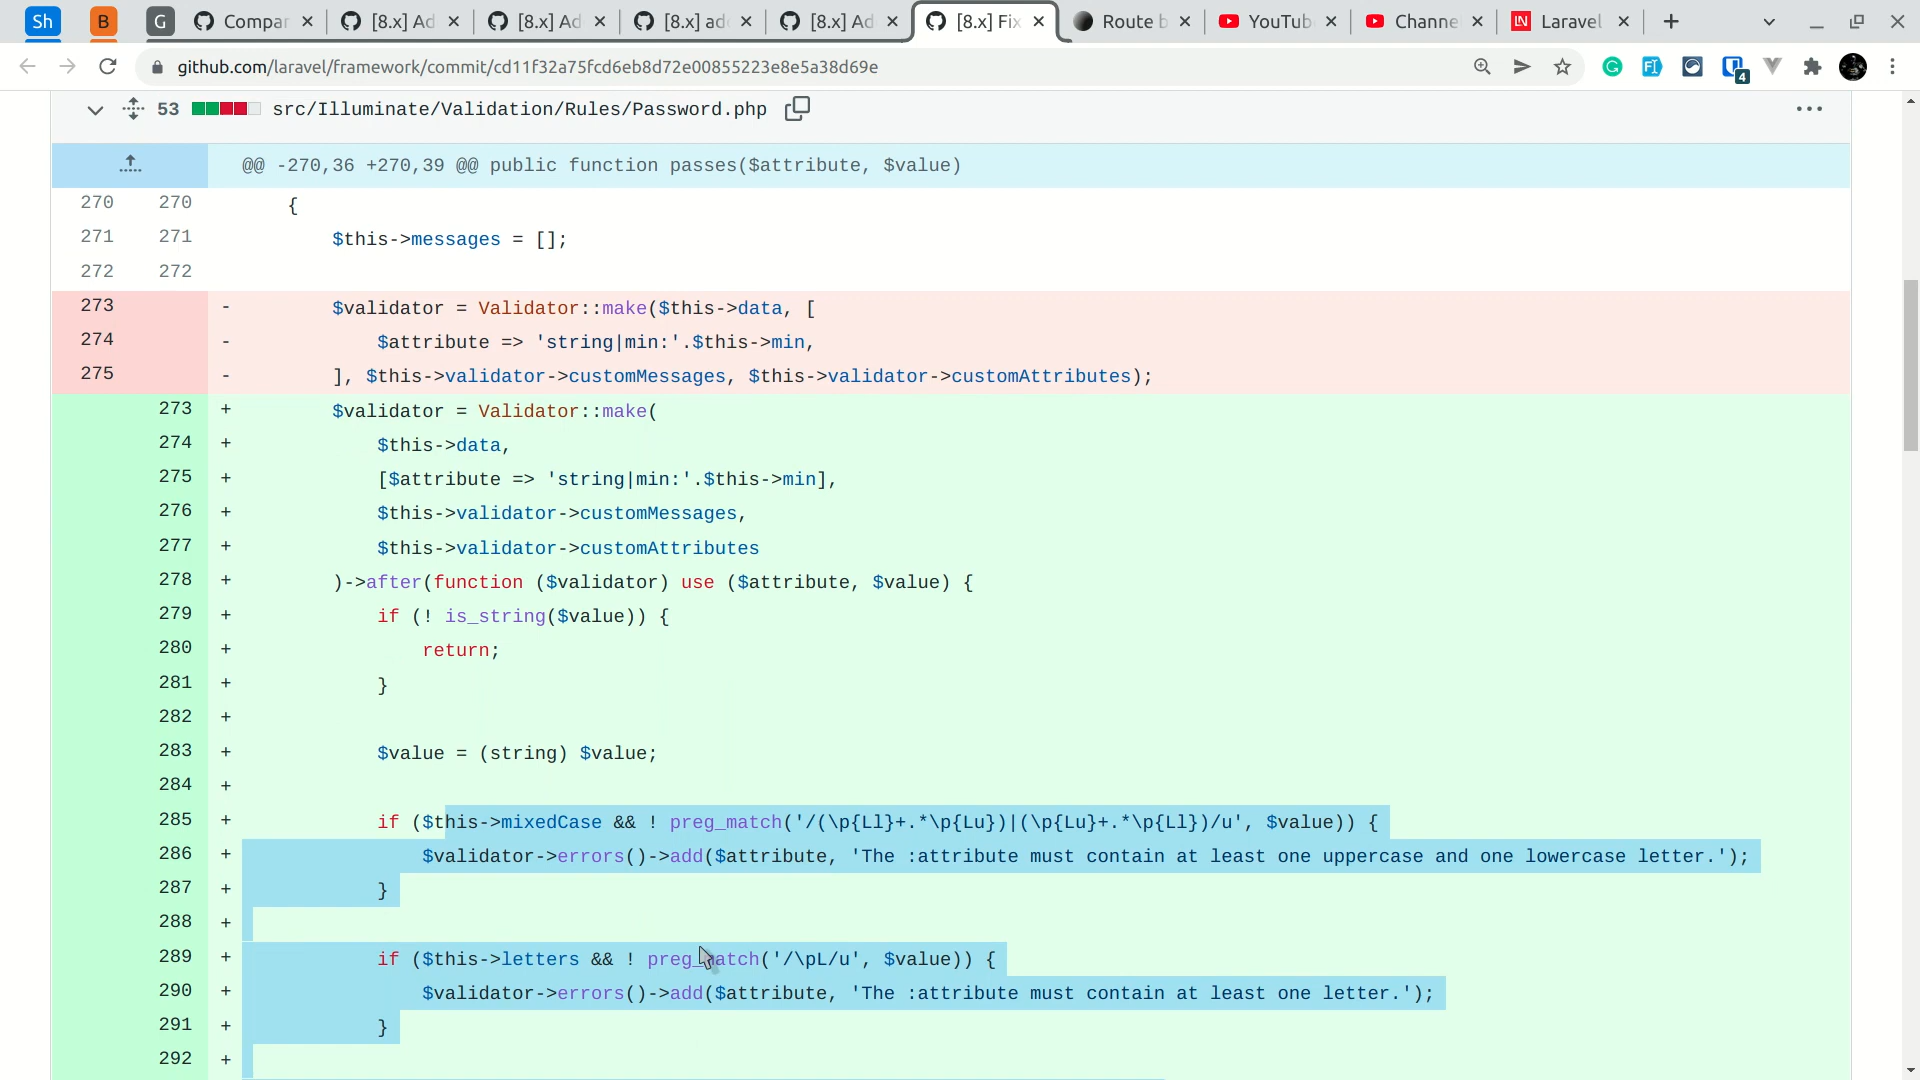 Sh B G Compar [8.x] Ad [8.x] Ad [8.x] add [8.x] Ad [8.x] Fix Route b YouTub Channe LN Laravel
github.com/laravel/framework/commit/cd11f32a75fcd6eb8d72e00855223e8e5a38d69e 4
53 src/Illuminate/Validation/Rules/Password.php
@@ -270,36 +270,39 @@ public function passes($attribute, $value)
270 270 {
271 271 $this->messages = [];
272 272
273 - $validator = Validator::make($this->data, [
274 - $attribute => 'string|min:'.$this->min,
275 - ], $this->validator->customMessages, $this->validator->customAttributes);
273 + $validator = Validator::make(
274 + $this->data,
275 + [$attribute => 'string|min:'.$this->min],
276 + $this->validator->customMessages,
277 + $this->validator->customAttributes
278 + )->after(function ($validator) use ($attribute, $value) {
279 + if (! is_string($value)) {
280 + return;
281 + }
282 +
283 + $value = (string) $value;
284 +
285 + if ($this->mixedCase && ! preg_match('/(\p{Ll}+.*\p{Lu})|(\p{Lu}+.*\p{Ll})/u', $value)) {
286 + $validator->errors()->add($attribute, 'The :attribute must contain at least one uppercase and one lowercase letter.');
287 + }
288 +
289 + if ($this->letters && ! preg_match('/\pL/u', $value)) {
290 + $validator->errors()->add($attribute, 'The :attribute must contain at least one letter.');
291 + }
292 +